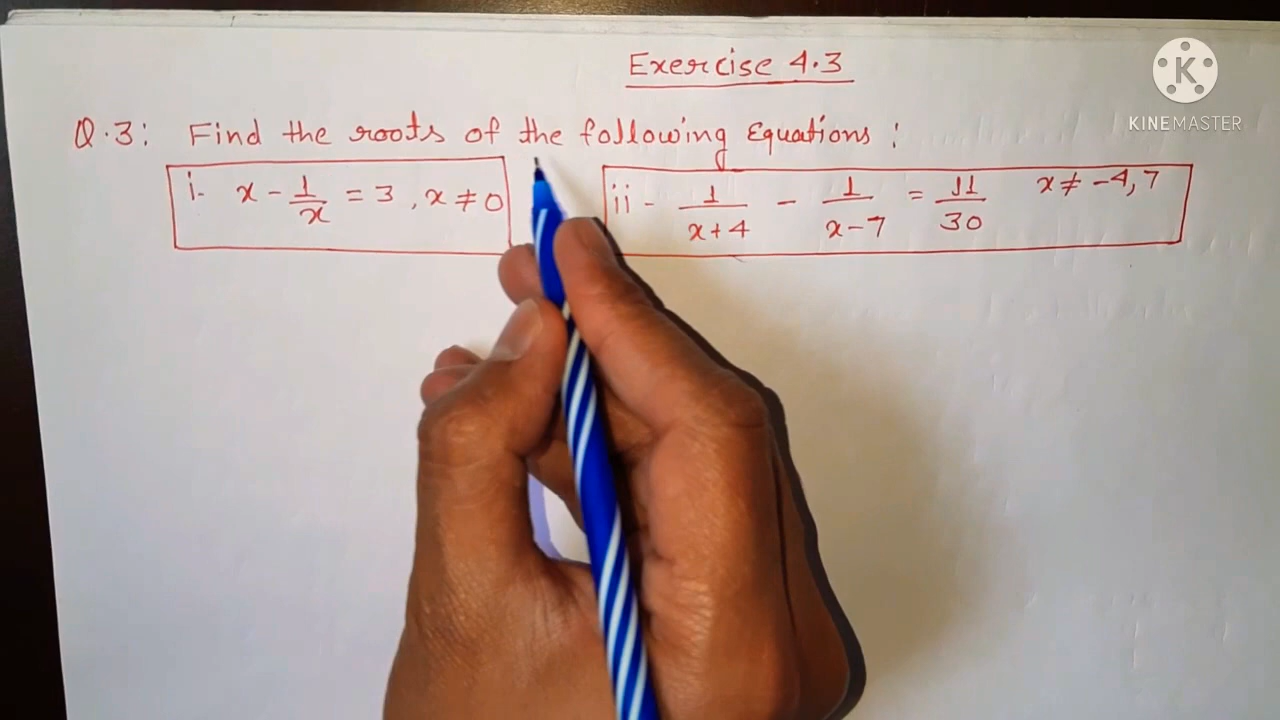 Exercise 4.3
KINEMASTER
Q.3: Find the roots of the following Equations:
i- x - 1/x = 3, x ≠ 0
ii - 1/(x+4) - 1/(x-7) = 11/30 x ≠ -4, 7